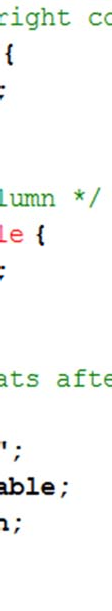 right co
{
;
lumn */
le {
;
ats afte
";
able;
n;